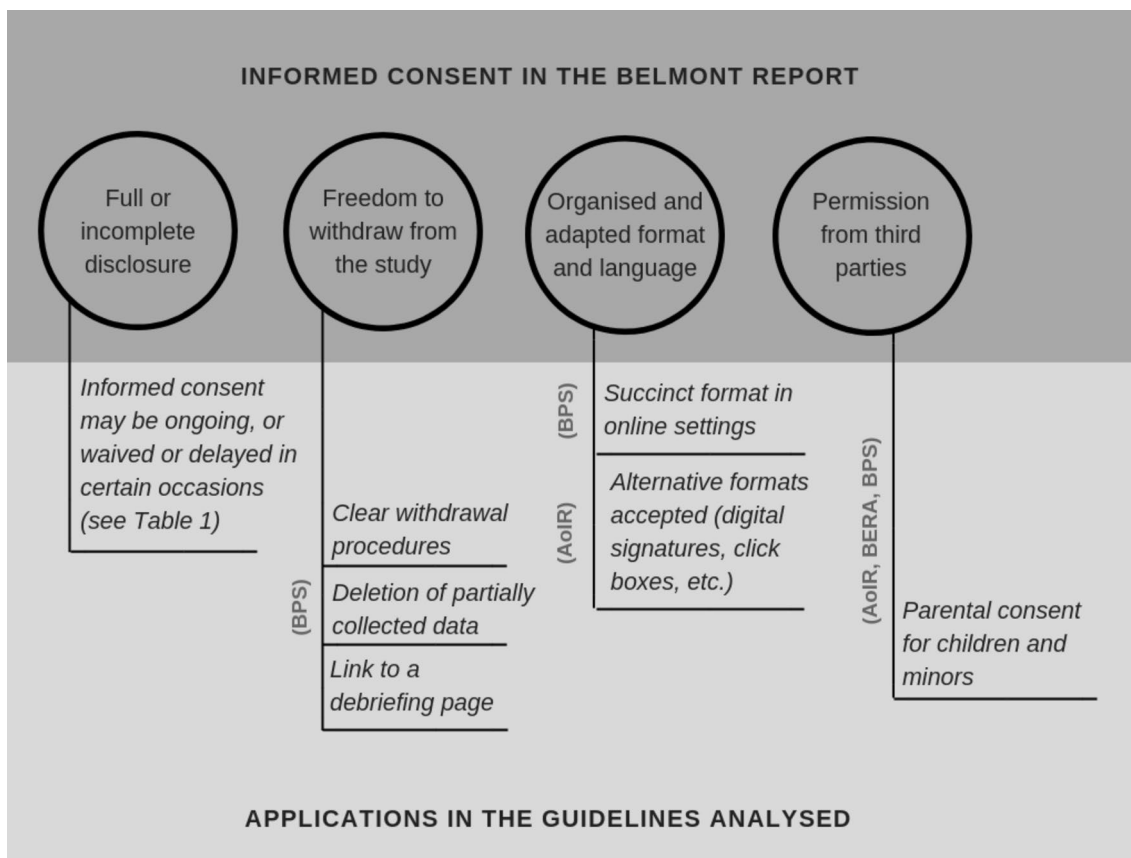 INFORMED CONSENT IN THE BELMONT REPORT
Full or
incomplete
disclosure
Freedom to
withdraw from
the study
Organised and
adapted format
and language
Permission
from third
parties
Informed consent
may be ongoing, or
waived or delayed in
certain occasions
(see Table 1)
(BPS)
Clear withdrawal
procedures
Deletion of partially
collected data
Link to a
debriefing page
(BPS)
Succinct format in
online settings
(AoIR)
Alternative formats
accepted (digital
signatures, click
boxes, etc.)
(AoIR, BERA, BPS)
Parental consent
for children and
minors
APPLICATIONS IN THE GUIDELINES ANALYSED